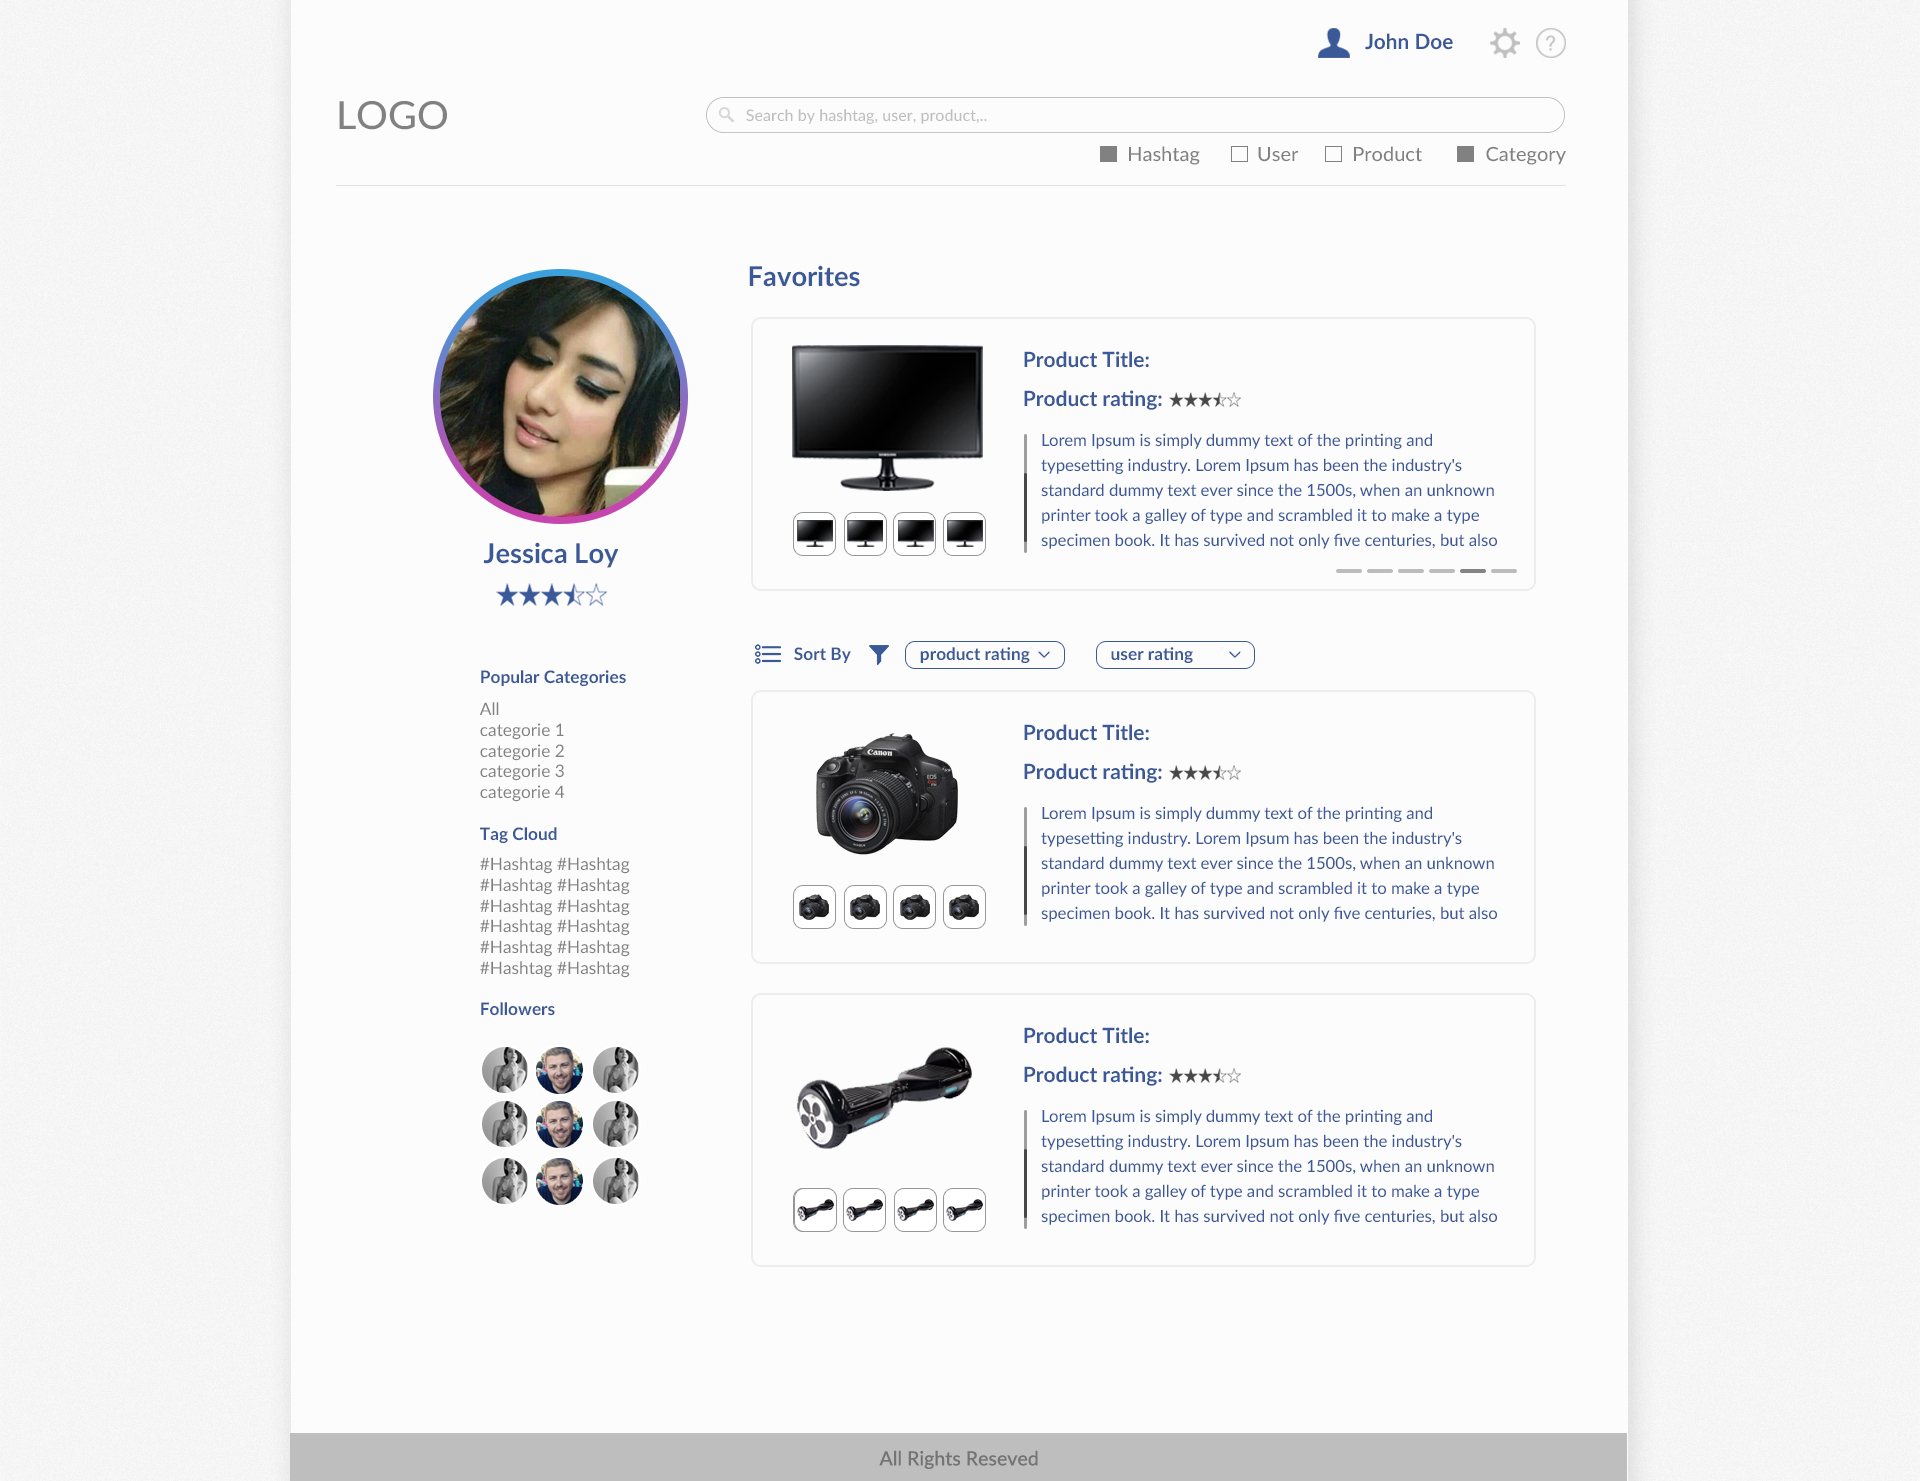 John Doe
?
LOGO
Search by hashtag, user, product,..
Hashtag User Product Category
Jessica Loy
Popular Categories
All
categorie 1
categorie 2
categorie 3
categorie 4
Tag Cloud
#Hashtag #Hashtag
#Hashtag #Hashtag
#Hashtag #Hashtag
#Hashtag #Hashtag
#Hashtag #Hashtag
#Hashtag #Hashtag
Followers
Favorites
Product Title:
Product rating:
Lorem Ipsum is simply dummy text of the printing and
typesetting industry. Lorem Ipsum has been the industry's
standard dummy text ever since the 1500s, when an unknown
printer took a galley of type and scrambled it to make a type
specimen book. It has survived not only five centuries, but also
Sort By product rating user rating
Canon
EOS
Product Title:
Product rating:
Lorem Ipsum is simply dummy text of the printing and
typesetting industry. Lorem Ipsum has been the industry's
standard dummy text ever since the 1500s, when an unknown
printer took a galley of type and scrambled it to make a type
specimen book. It has survived not only five centuries, but also
Product Title:
Product rating:
Lorem Ipsum is simply dummy text of the printing and
typesetting industry. Lorem Ipsum has been the industry's
standard dummy text ever since the 1500s, when an unknown
printer took a galley of type and scrambled it to make a type
specimen book. It has survived not only five centuries, but also
All Rights Reseved